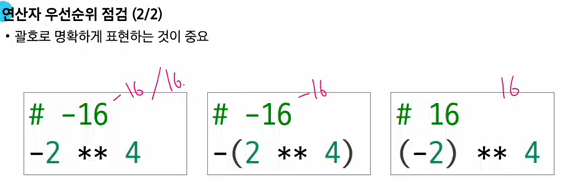 연산자 우선순위 점검 (2/2)
• 괄호로 명확하게 표현하는 것이 중요
-16 / 16.
# -16
-2 ** 4
-16
# -16
-(2 ** 4)
16
# 16
(-2) ** 4